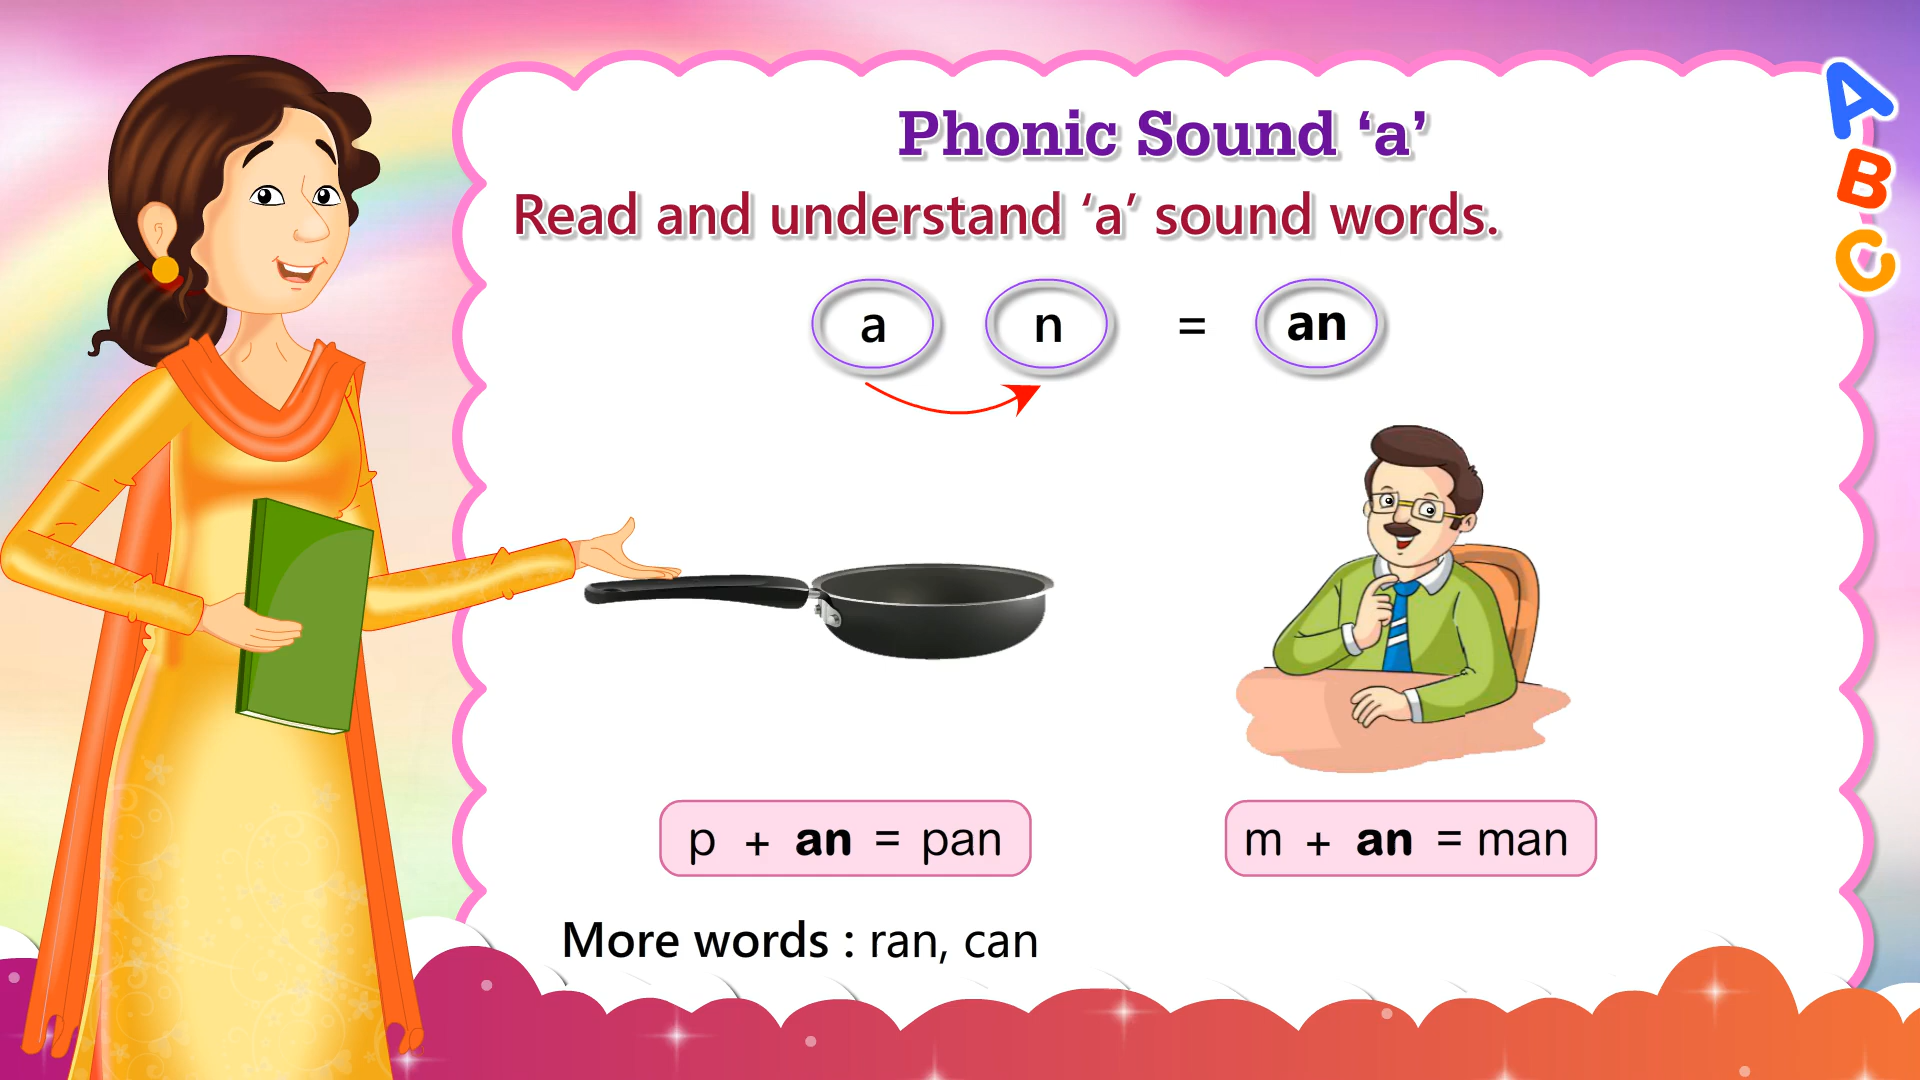 Phonic Sound ‘a’
Read and understand ‘a’ sound words.
a n = an
p + an = pan
m + an = man
More words : ran, can
A
B
C